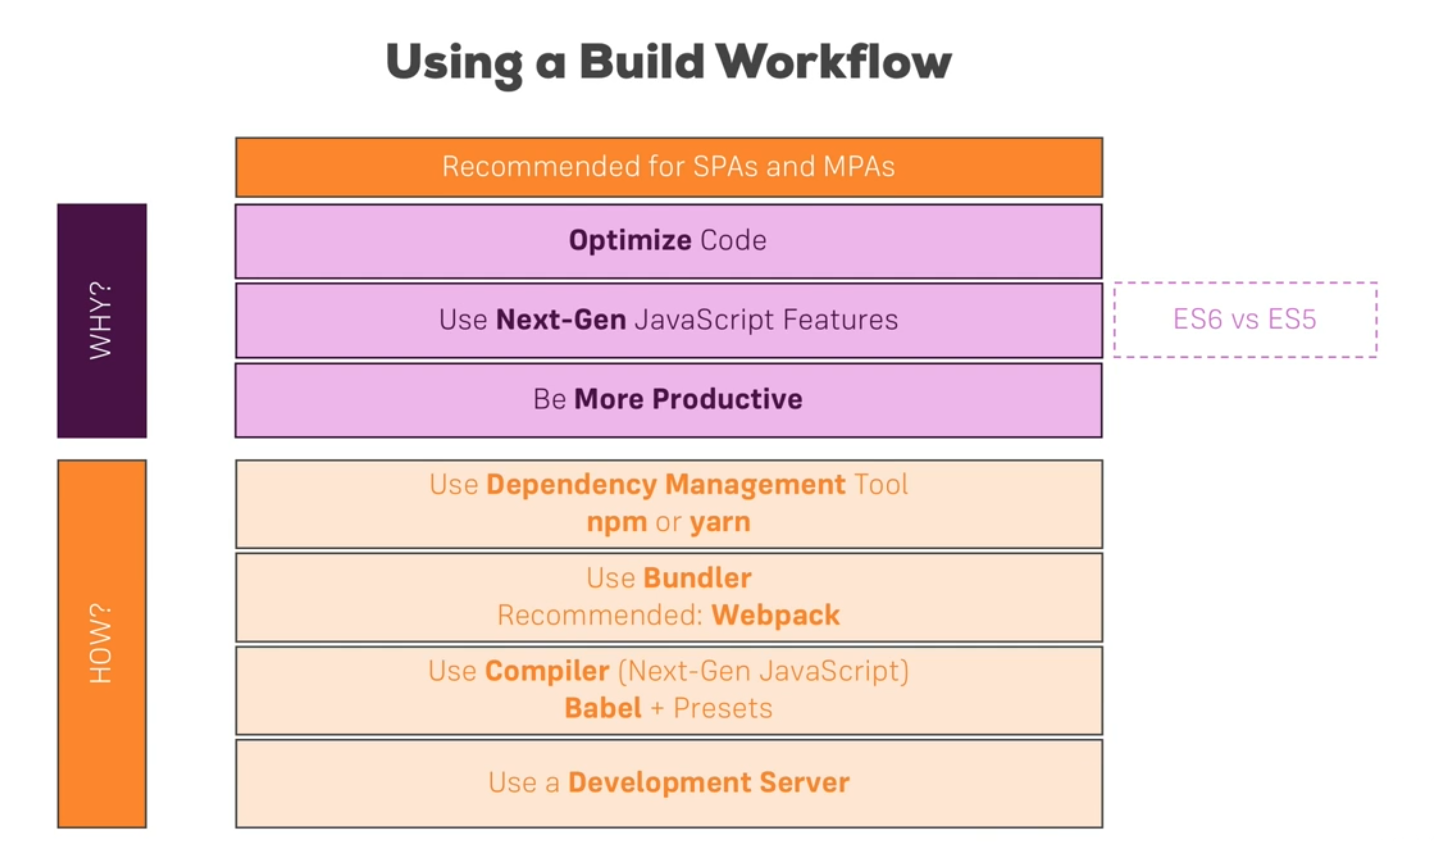 Using a Build Workflow
Recommended for SPAs and MPAs
WHY?
Optimize Code
Use Next-Gen JavaScript Features
ES6 vs ES5
Be More Productive
HOW?
Use Dependency Management Tool
npm or yarn
Use Bundler
Recommended: Webpack
Use Compiler (Next-Gen JavaScript)
Babel + Presets
Use a Development Server